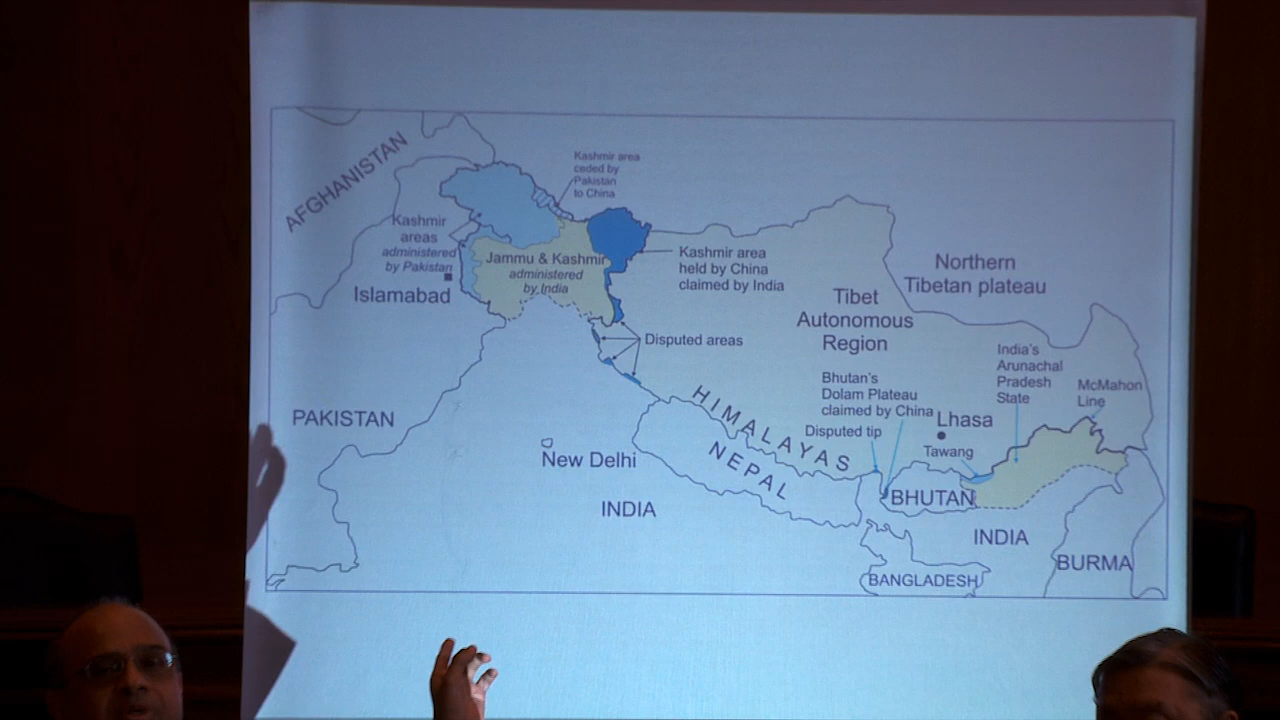 AFGHANISTAN
Kashmir area
ceded by
Pakistan
to China
Kashmir
areas
administered
by Pakistan
Islamabad
Jammu & Kashmir
administered
by India
Kashmir area
held by China
claimed by India
Northern
Tibetan plateau
Tibet
Autonomous
Region
Disputed areas
India's
Arunachal
Pradesh
State
McMahon
Line
Bhutan's
Dolam Plateau
claimed by China
Disputed tip
Lhasa
Tawang
PAKISTAN
HIMALAYAS
NEPAL
New Delhi
INDIA
BHUTAN
INDIA
BURMA
BANGLADESH